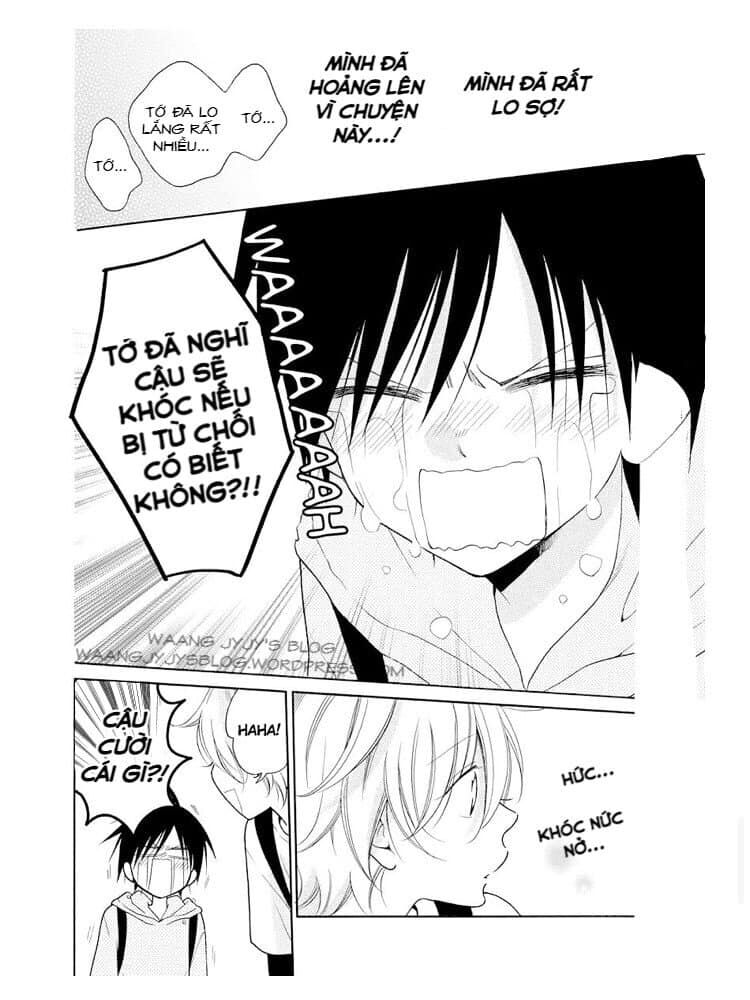 MÌNH ĐÃ RẤT
LO SỢ!
MÌNH ĐÃ
HOẢNG LÊN
VÌ CHUYỆN
NÀY...!
TỚ...
TỚ ĐÃ LO
LẮNG RẤT
NHIỀU...
TỚ...
WAAAAAAAAH
TỚ ĐÃ NGHĨ
CẬU SẼ
KHÓC NẾU
BỊ TỪ CHỐI
CÓ BIẾT
KHÔNG?!!
WAANG JYJY'S BLOG
WAANGJYJYSBLOG.WORDPRESS.COM
HỨC...
KHÓC NỨC
NỞ...
HAHA!
CẬU
CƯỜI
CÁI GÌ?!